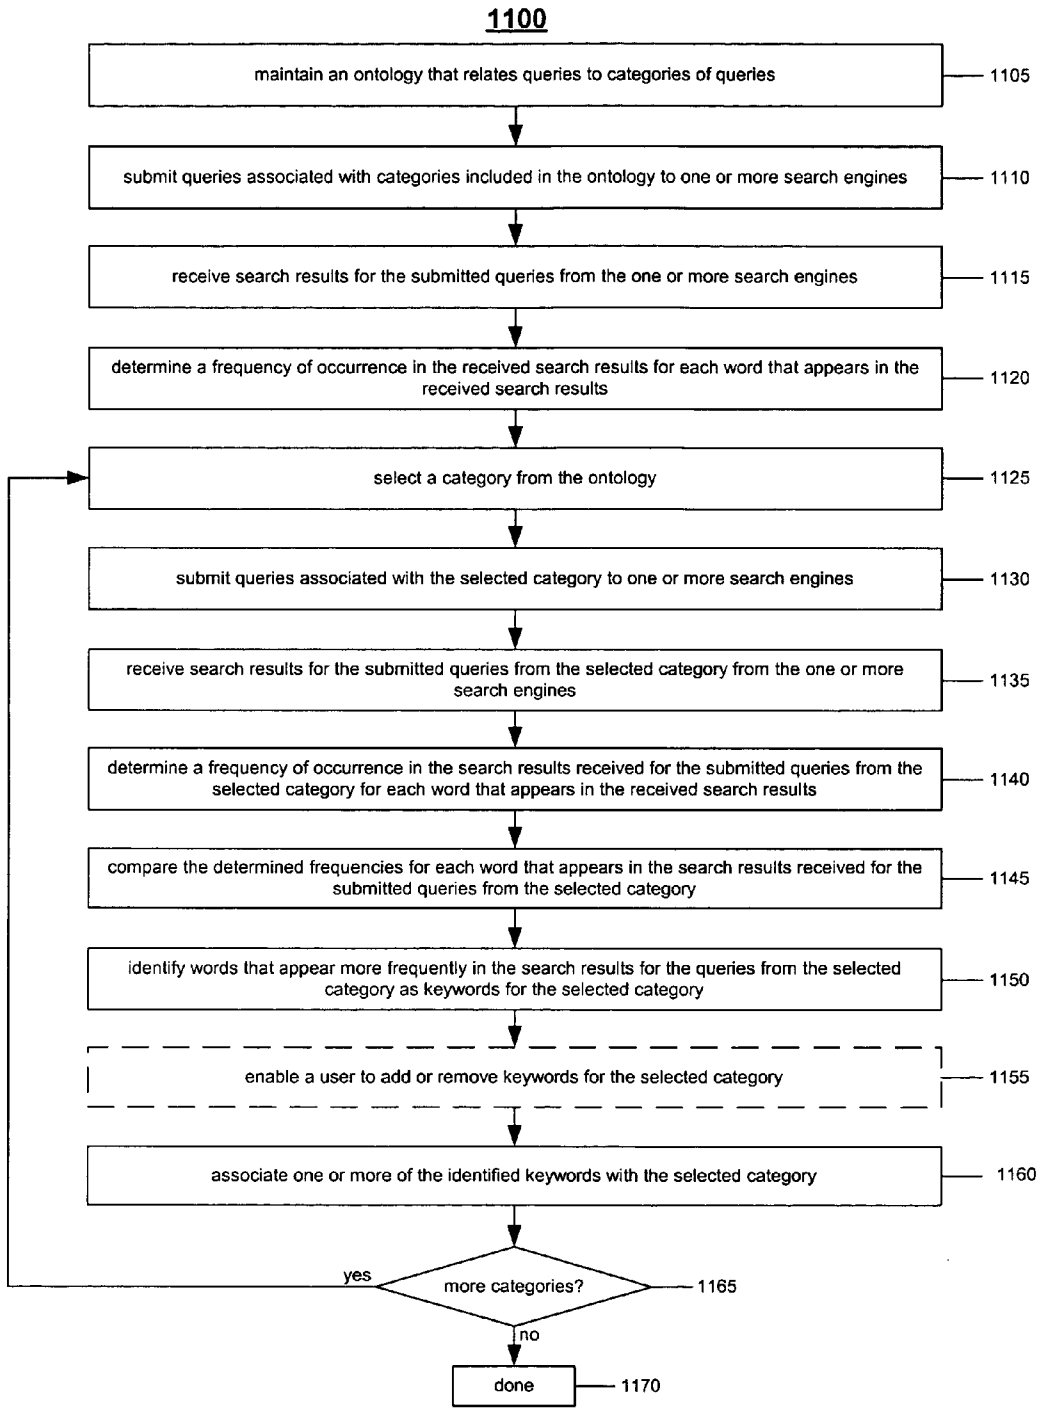 1100
maintain an ontology that relates queries to categories of queries
1105
submit queries associated with categories included in the ontology to one or more search engines
1110
receive search results for the submitted queries from the one or more search engines
1115
determine a frequency of occurrence in the received search results for each word that appears in the
received search results
1120
select a category from the ontology
1125
submit queries associated with the selected category to one or more search engines
1130
receive search results for the submitted queries from the selected category from the one or more
search engines
1135
determine a frequency of occurrence in the search results received for the submitted queries from the
selected category for each word that appears in the received search results
1140
compare the determined frequencies for each word that appears in the search results received for the
submitted queries from the selected category
1145
identify words that appear more frequently in the search results for the queries from the selected
category as keywords for the selected category
1150
enable a user to add or remove keywords for the selected category
1155
associate one or more of the identified keywords with the selected category
1160
yes
more categories?
1165
no
done
1170